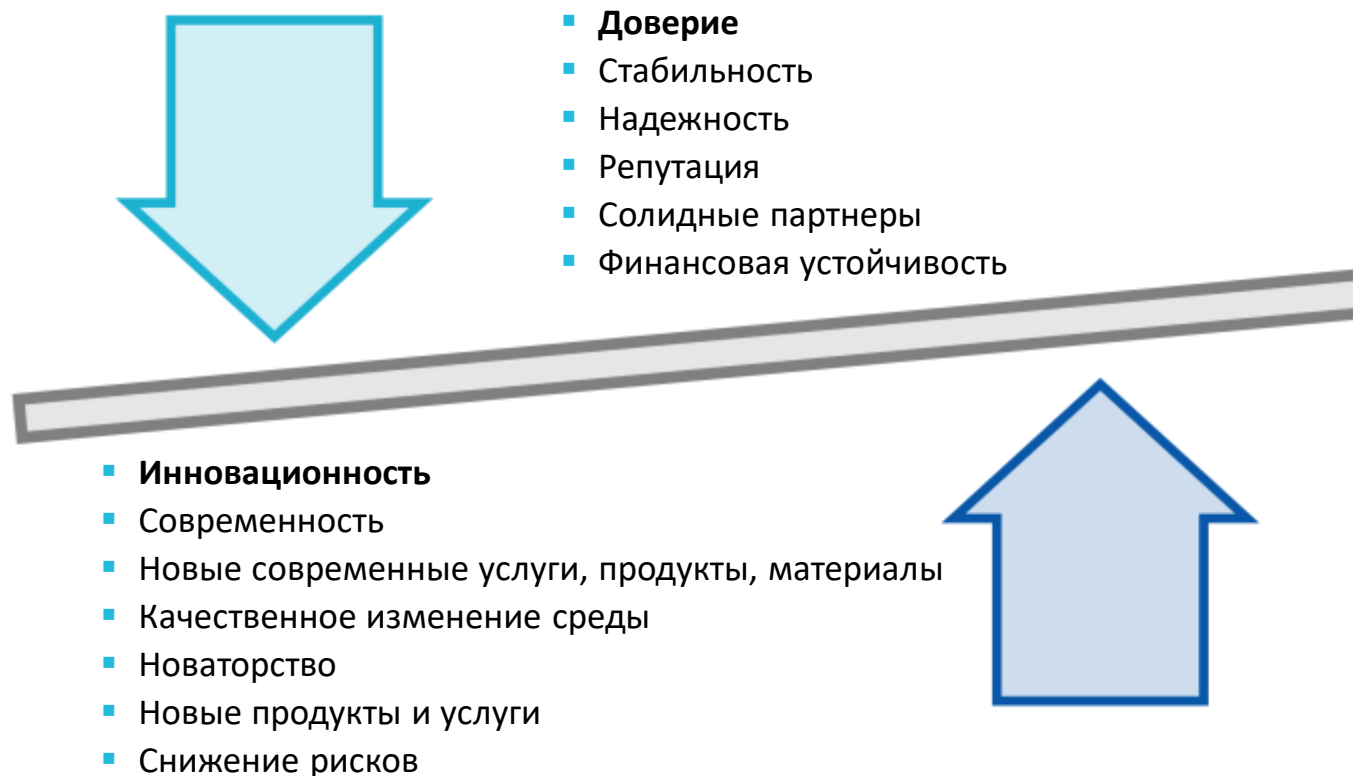 Доверие
Стабильность
Надежность
Репутация
Солидные партнеры
Финансовая устойчивость
Инновационность
Современность
Новые современные услуги, продукты, материалы
Качественное изменение среды
Новаторство
Новые продукты и услуги
Снижение рисков